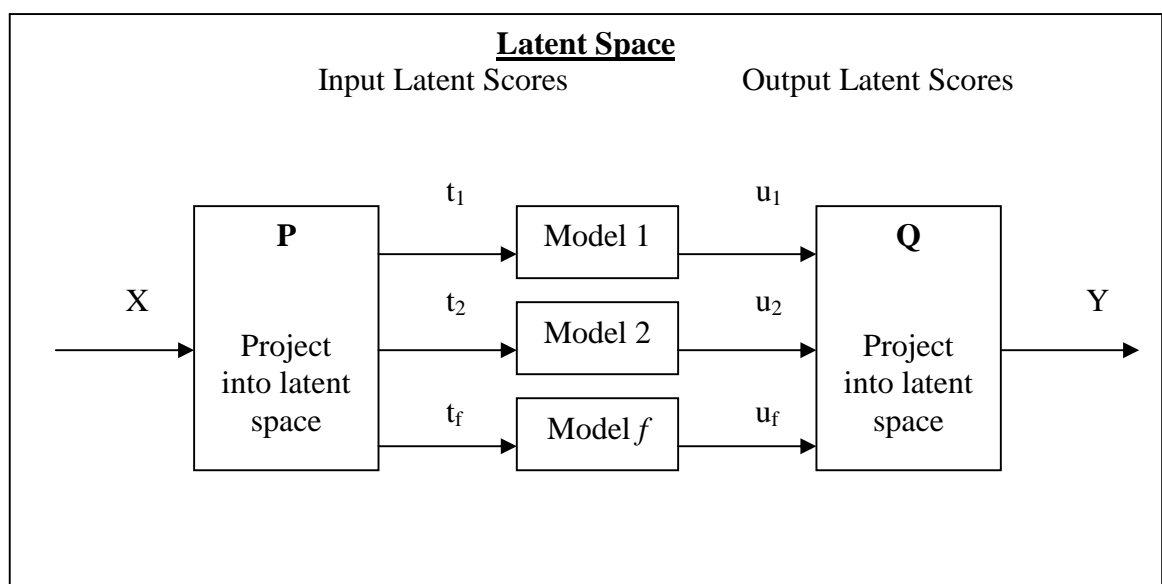 Latent Space
Input Latent Scores Output Latent Scores
t1 u1
P Model 1 Q
X t2 u2 Y
Model 2
Project Project
into latent into latent
space space
tf uf
Model f